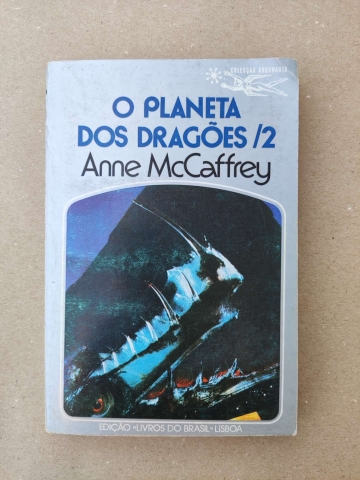 COLECÇÃO ARGONAUTA
O PLANETA
DOS DRAGÕES/2
Anne McCaffrey
EDIÇÃO «LIVROS DO BRASIL» LISBOA